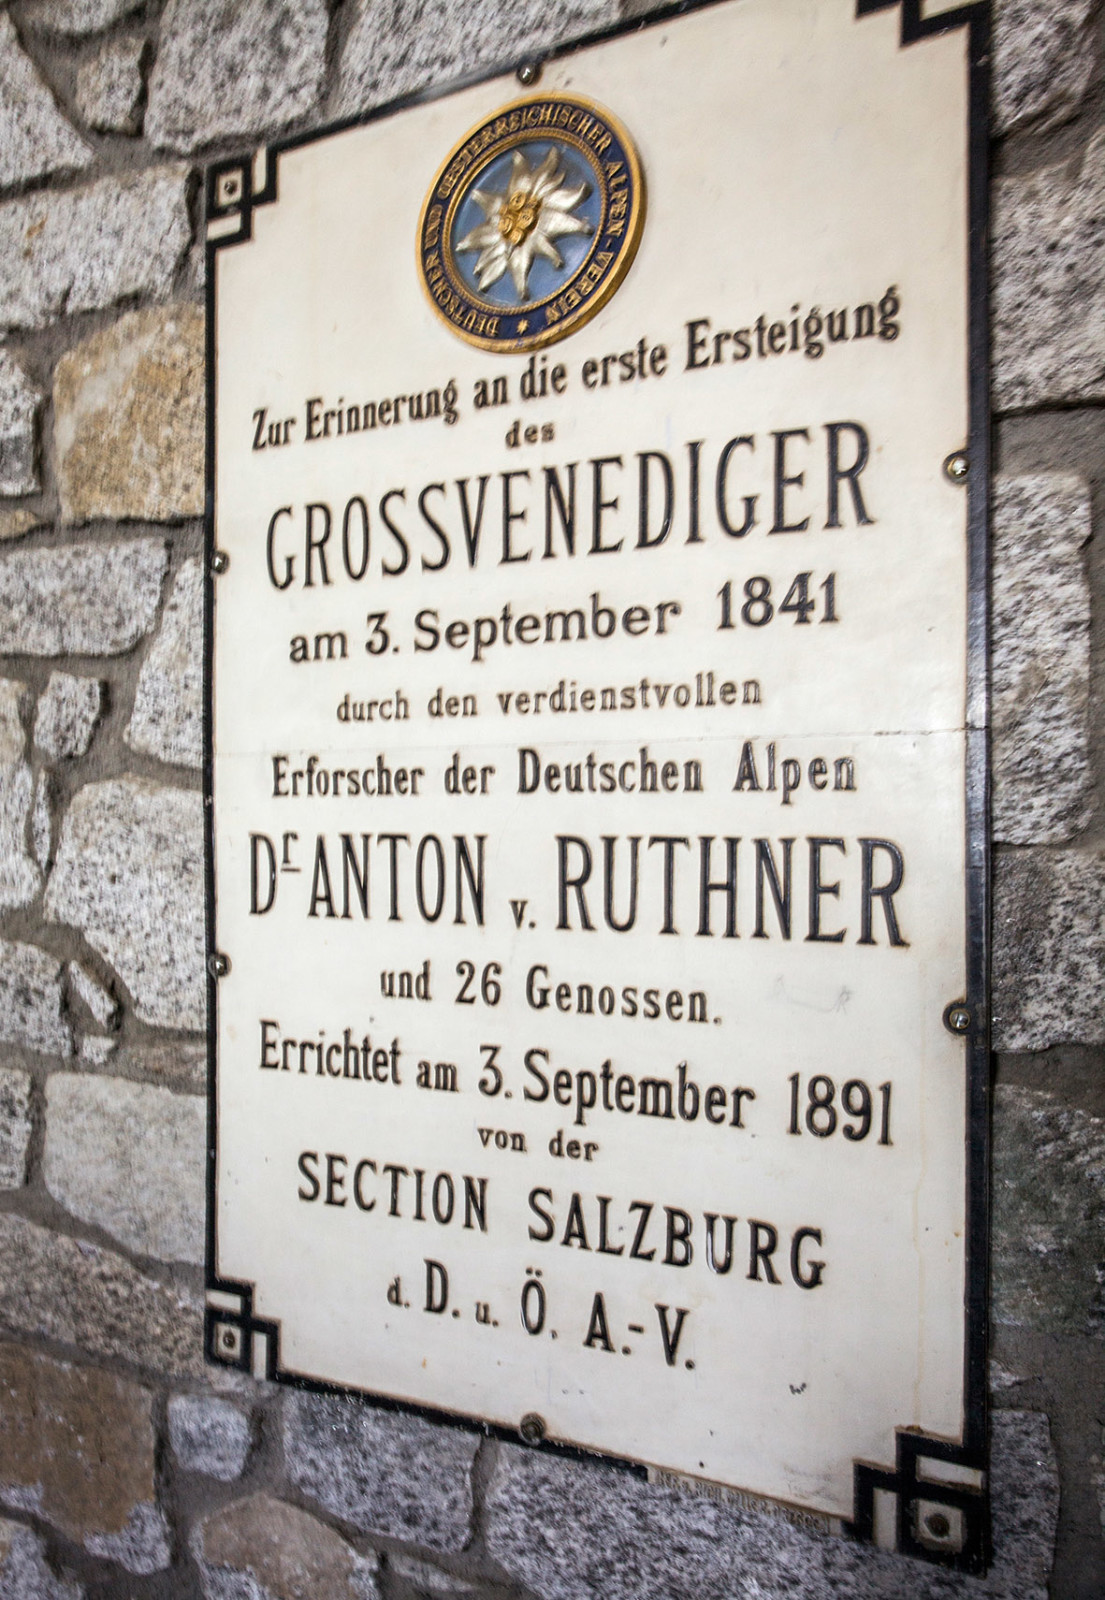 DEUTSCHER UND OESTERREICHISCHER ALPEN-VEREIN
Zur Erinnerung an die erste Ersteigung
des
GROSSVENEDIGER
am 3. September 1841
durch den verdienstvollen
Erforscher der Deutschen Alpen
Dr ANTON v. RUTHNER
und 26 Genossen.
Errichtet am 3. September 1891
von der
SECTION SALZBURG
d. D. u. Ö. A.-V.